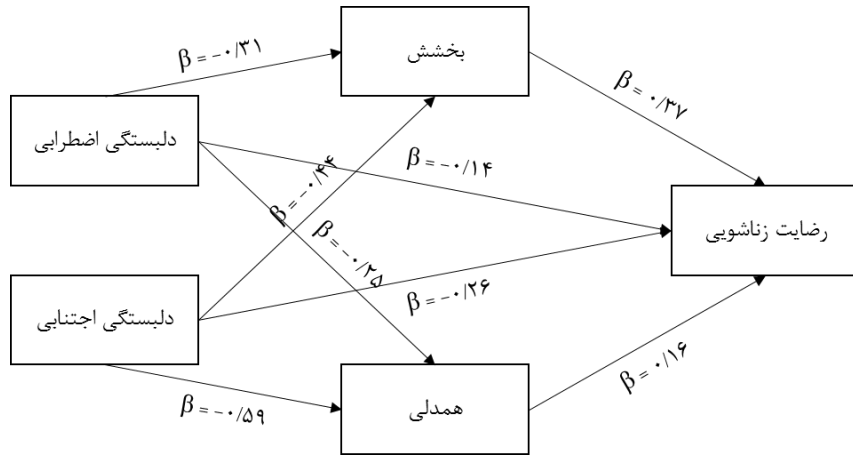 بخشش
β = -۰/۳۱
β = ۰/۳۷
دلبستگی اضطرابی
β = -۰/۱۴
β = -۰/۴۴
رضایت زناشویی
β = -۰/۲۵
β = -۰/۲۶
دلبستگی اجتنابی
β = ۰/۱۶
همدلی
β = -۰/۵۹